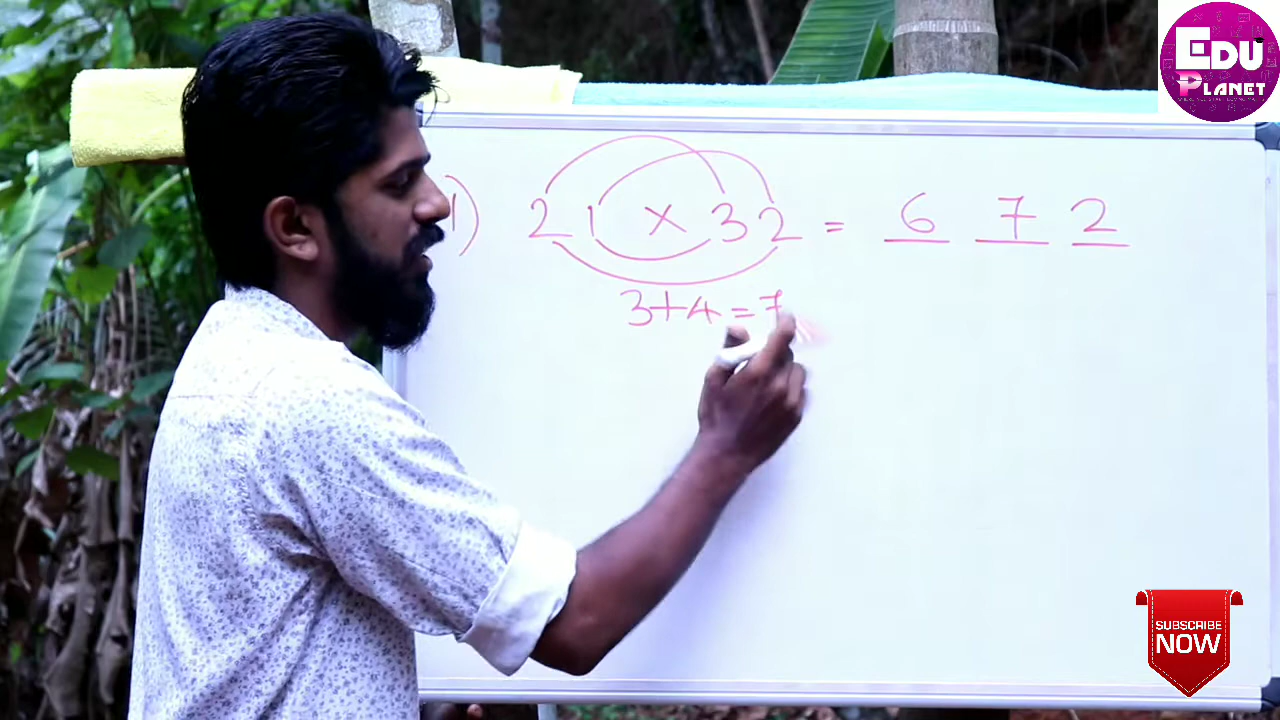 EDU
PLANET
1) 21 × 32 = 6 7 2
3+4=7
SUBSCRIBE
NOW